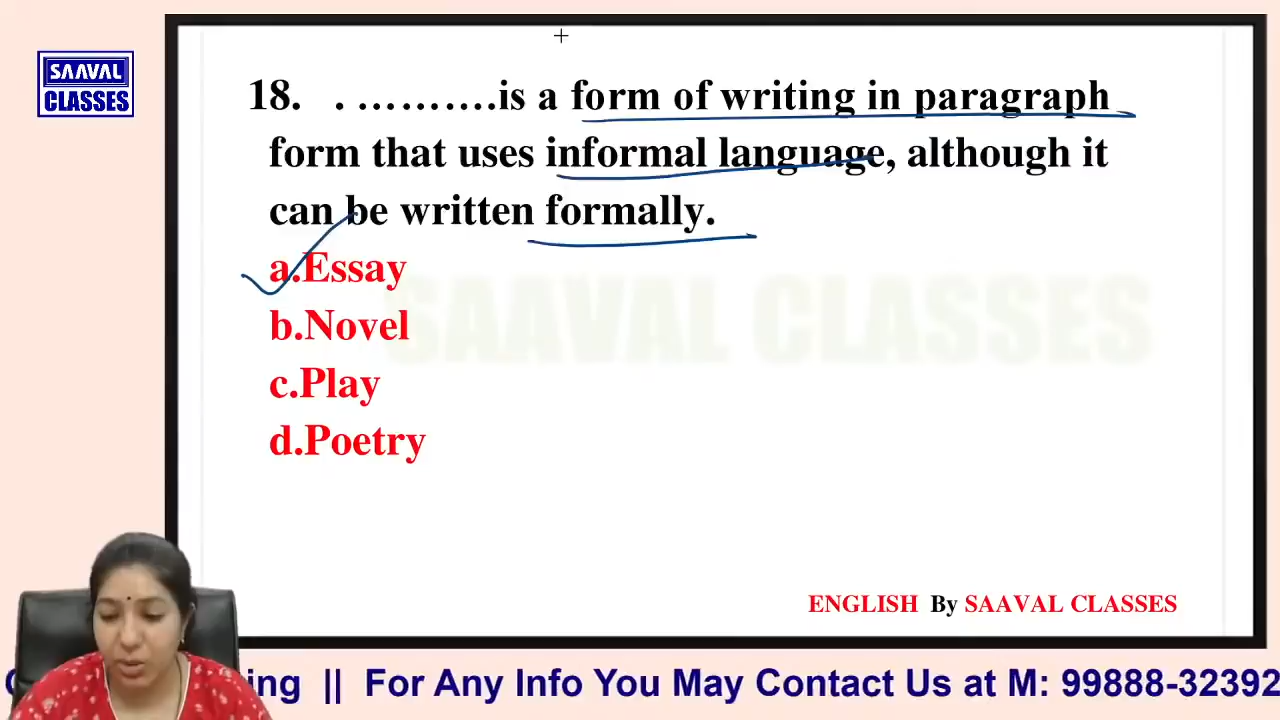 SAAVAL
CLASSES
18. . ……….is a form of writing in paragraph
form that uses informal language, although it
can be written formally.
a.Essay
b.Novel
c.Play
d.Poetry
SAAVAL CLASSES
ENGLISH By SAAVAL CLASSES
ing || For Any Info You May Contact Us at M: 99888-32392